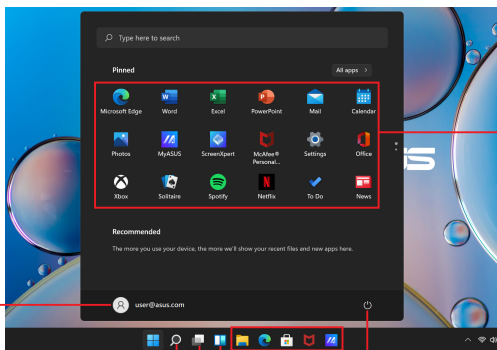 Type here to search
Pinned
All apps >
Microsoft Edge Word Excel PowerPoint Mail Calendar
Photos MyASUS ScreenXpert McAfee® Personal... Settings Office
Xbox Solitaire Spotify Netflix To Do News
Recommended
The more you use your device, the more we'll show your recent files and new apps here.
user@asus.com